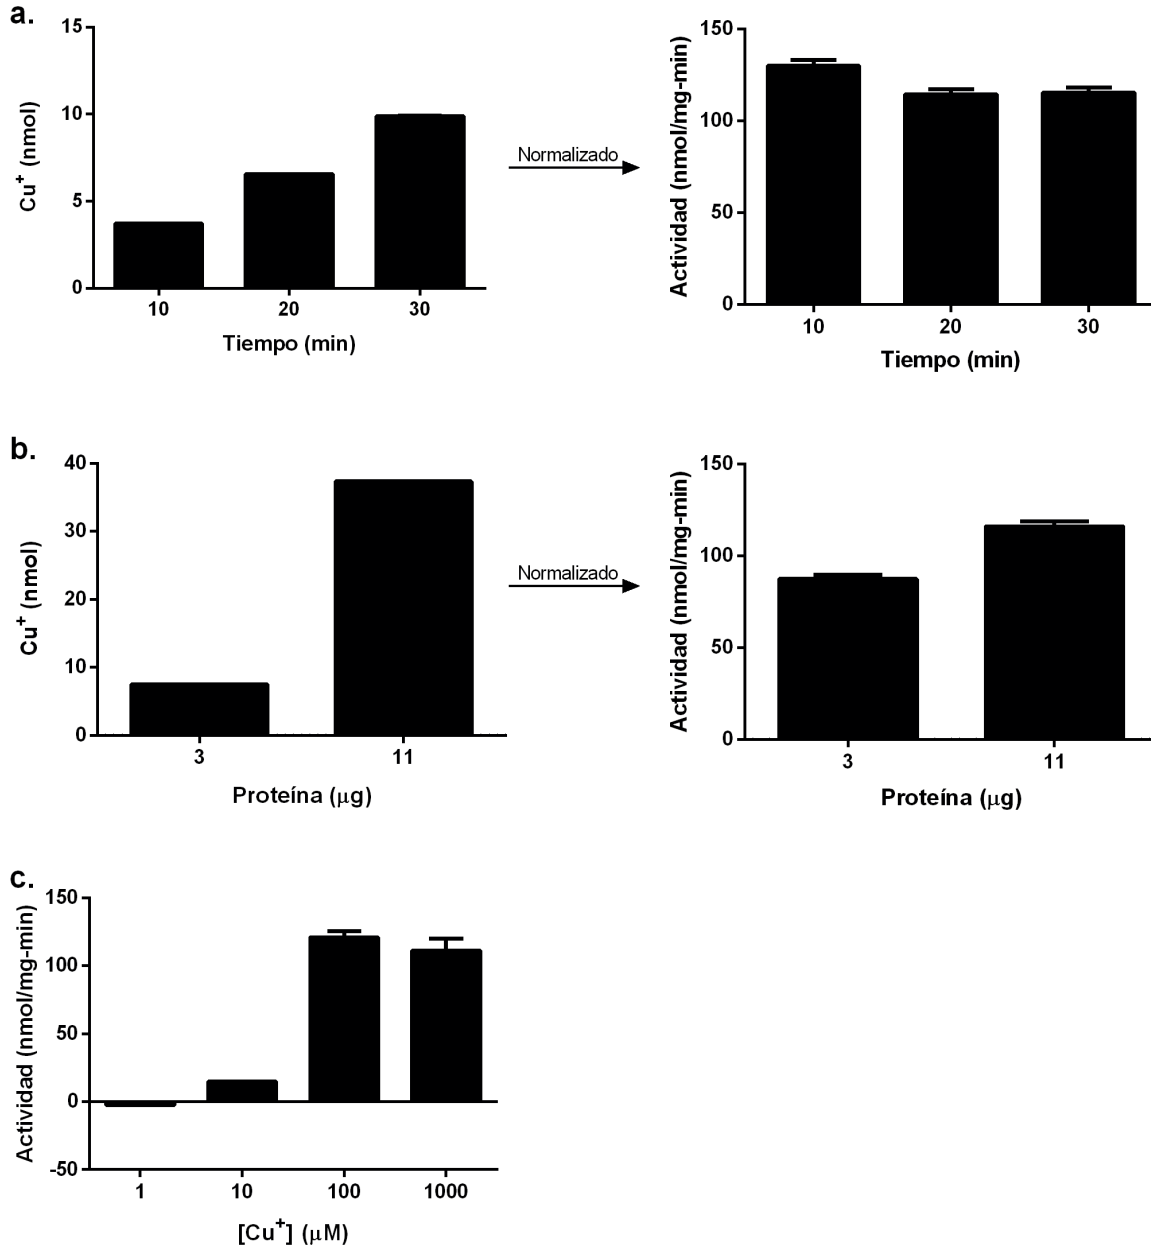 a.
15
10
5
0
Cu⁺ (nmol)
10 20 30
Tiempo (min)
Normalizado
150
100
50
0
Actividad (nmol/mg-min)
10 20 30
Tiempo (min)
b.
40
30
20
10
0
Cu⁺ (nmol)
3 11
Proteína (µg)
Normalizado
150
100
50
0
Actividad (nmol/mg-min)
3 11
Proteína (µg)
c.
150
100
50
0
-50
Actividad (nmol/mg-min)
1 10 100 1000
[Cu⁺] (µM)